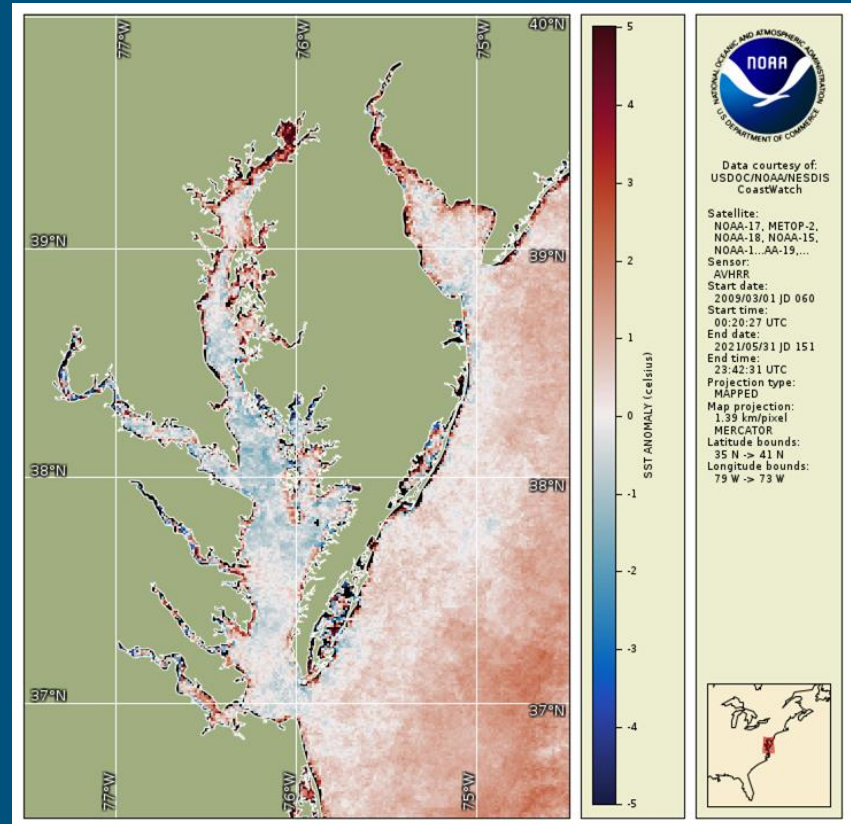 77°W
76°W
75°W
40°N
39°N
39°N
38°N
38°N
37°N
37°N
77°W
76°W
75°W
5
4
3
2
1
0
-1
-2
-3
-4
-5
SST ANOMALY (celsius)
NATIONAL OCEANIC AND ATMOSPHERIC ADMINISTRATION
NOAA
U.S. DEPARTMENT OF COMMERCE
Data courtesy of:
USDOC/NOAA/NESDIS
CoastWatch
Satellite:
NOAA-17, METOP-2,
NOAA-18, NOAA-15,
NOAA-1...AA-19,...
Sensor:
AVHRR
Start date:
2009/03/01 JD 060
Start time:
00:20:27 UTC
End date:
2021/05/31 JD 151
End time:
23:42:31 UTC
Projection type:
MAPPED
Map projection:
1.39 km/pixel
MERCATOR
Latitude bounds:
35 N -> 41 N
Longitude bounds:
79 W -> 73 W